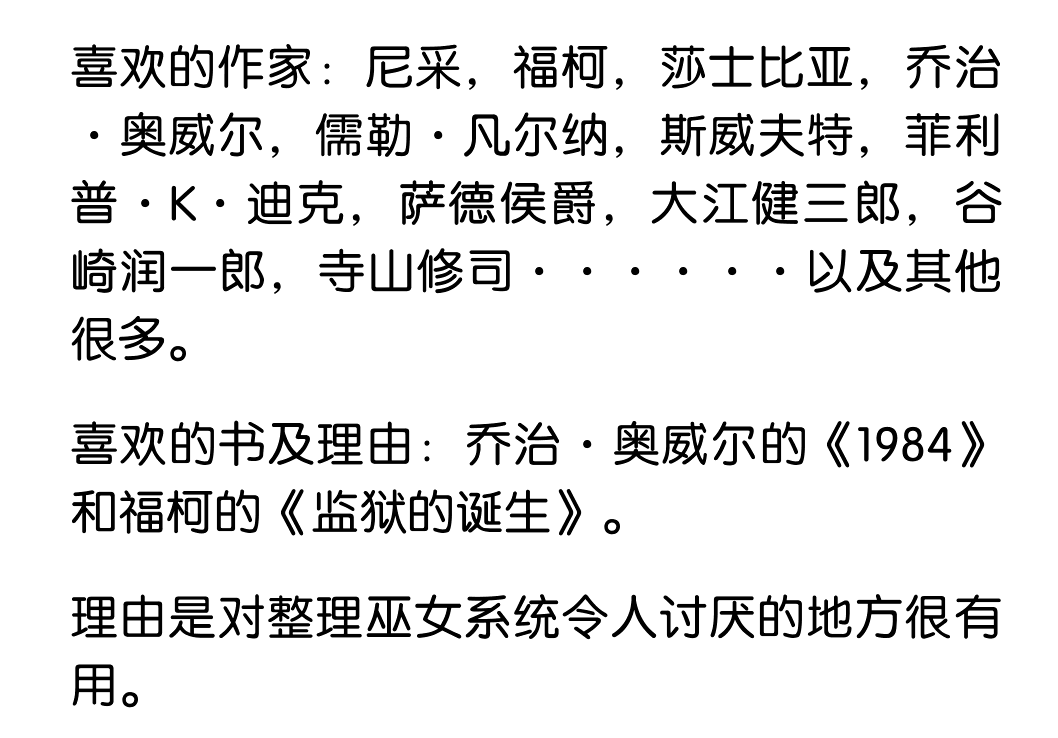 喜欢的作家：尼采，福柯，莎士比亚，乔治
·奥威尔，儒勒·凡尔纳，斯威夫特，菲利
普·K·迪克，萨德侯爵，大江健三郎，谷
崎润一郎，寺山修司······以及其他
很多。
喜欢的书及理由：乔治·奥威尔的《1984》
和福柯的《监狱的诞生》。
理由是对整理巫女系统令人讨厌的地方很有
用。